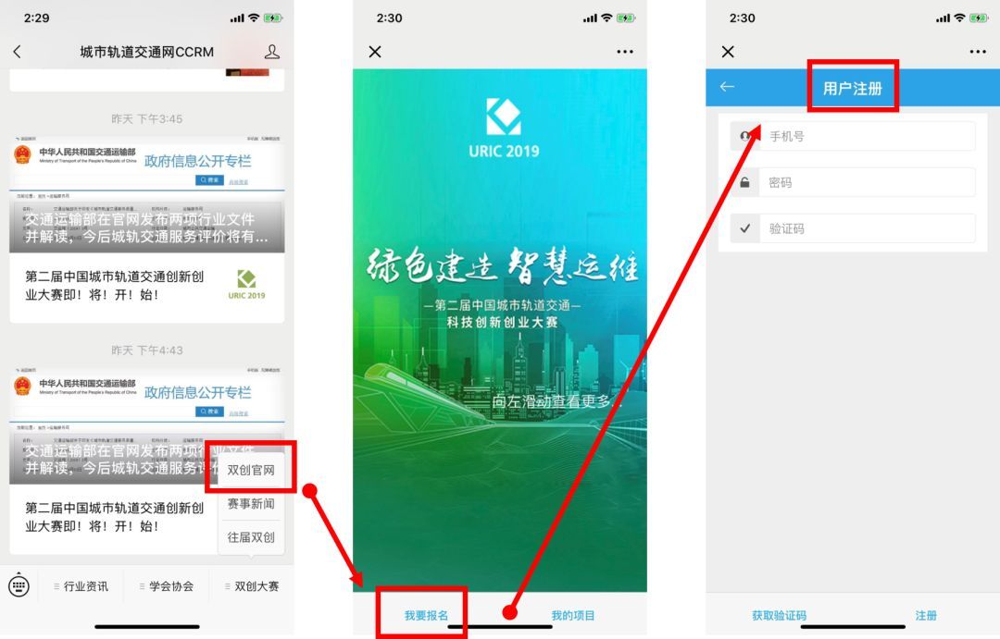 2:29
城市轨道交通网CCRM
昨天 下午3:45
中华人民共和国交通运输部
Ministry of Transport of the People's Republic of China
政府信息公开专栏
搜索
高级搜索
交通运输部在官网发布两项行业文件
并解读，今后城轨交通服务评价将有...
第二届中国城市轨道交通创新创
业大赛即！将！开！始！
URIC 2019
昨天 下午4:43
中华人民共和国交通运输部
Ministry of Transport of the People's Republic of China
政府信息公开专栏
搜索
高级搜索
交通运输部在官网发布两项行业文件
并解读，今后城轨交通服务评价
第二届中国城市轨道交通创新创
业大赛即！将！开！始！
双创官网
赛事新闻
往届双创
行业资讯
学会协会
双创大赛
2:30
URIC 2019
绿色建造 智慧运维
—第二届中国城市轨道交通—
科技创新创业大赛
向左滑动查看更多...
我要报名
我的项目
2:30
用户注册
手机号
密码
验证码
获取验证码
注册